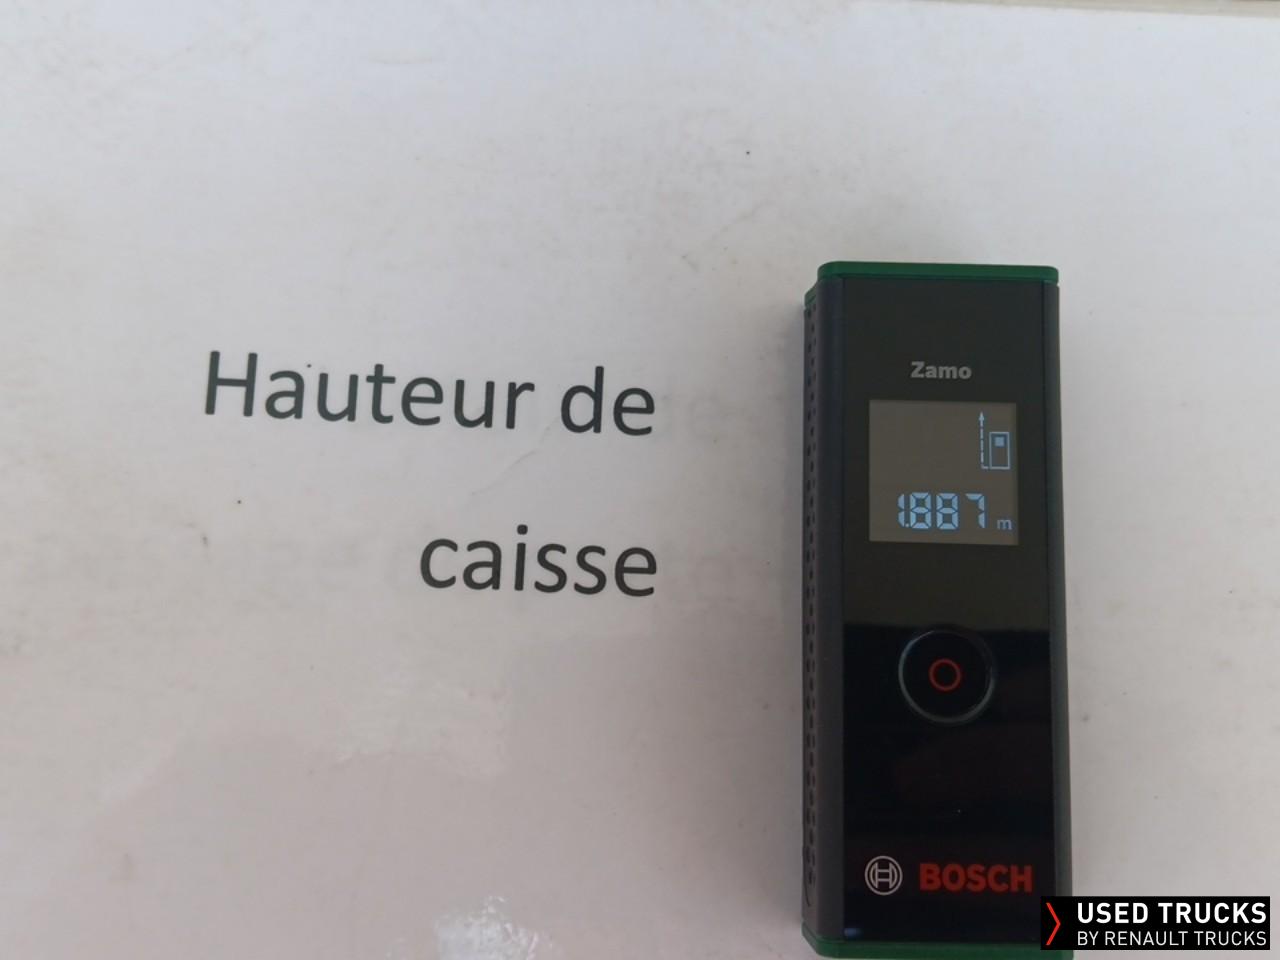 Hauteur de
caisse
Zamo
1.887 m
BOSCH
USED TRUCKS
BY RENAULT TRUCKS